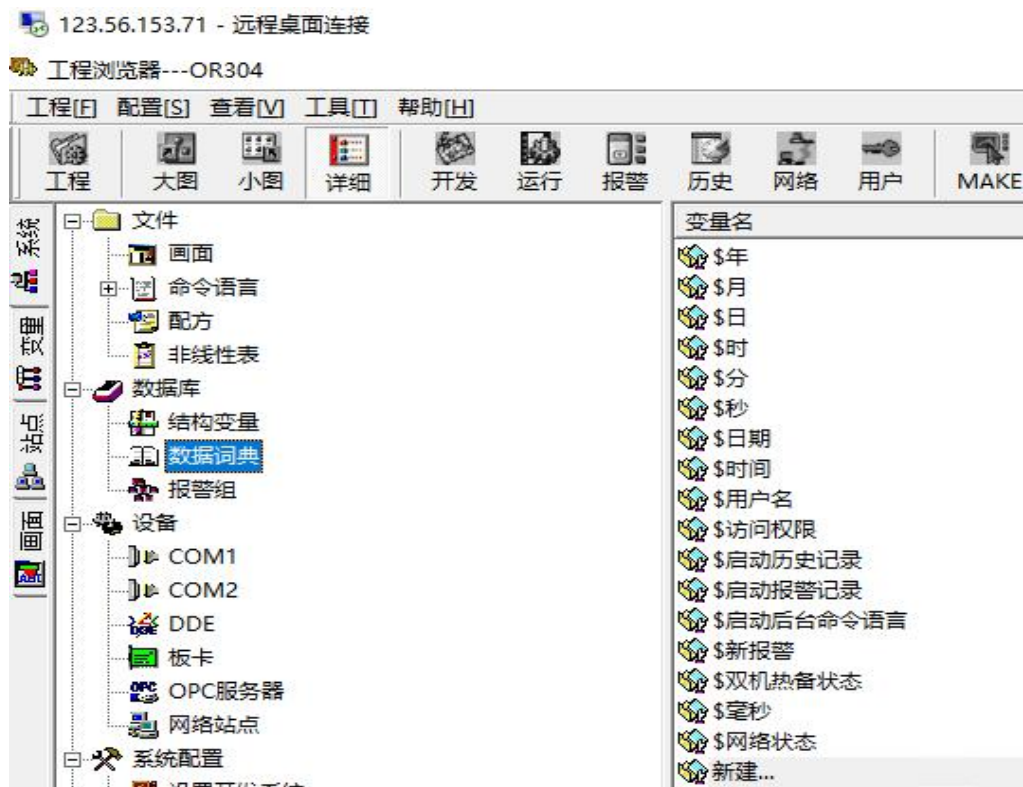 123.56.153.71 - 远程桌面连接
工程浏览器---OR304
工程[F] 配置[S] 查看[V] 工具[T] 帮助[H]
工程 大图 小图 详细 开发 运行 报警 历史 网络 用户 MAKE
系统
变量
站点
画面
文件
画面
命令语言
配方
非线性表
数据库
结构变量
数据词典
报警组
设备
COM1
COM2
DDE
板卡
OPC服务器
网络站点
系统配置
设置开发系统
变量名
$年
$月
$日
$时
$分
$秒
$日期
$时间
$用户名
$访问权限
$启动历史记录
$启动报警记录
$启动后台命令语言
$新报警
$双机热备状态
$毫秒
$网络状态
新建...